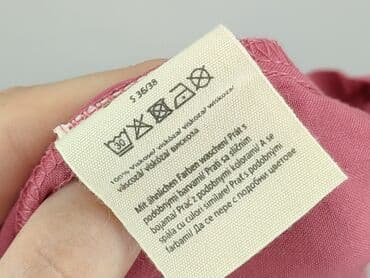 S 36/38
30
100% Viskose/ viskóza/ viskoza/
viscoză/ viskóza/ вискоза
Mit ähnlichen Farben waschen/ Prát s
podobnými barvami/ Prati sa sličnim
bojama/ Prać z podobnymi kolorami/ A se
spăla cu culori similare/ Prať s podobnými
farbami/ Да се пере с подобни цветове